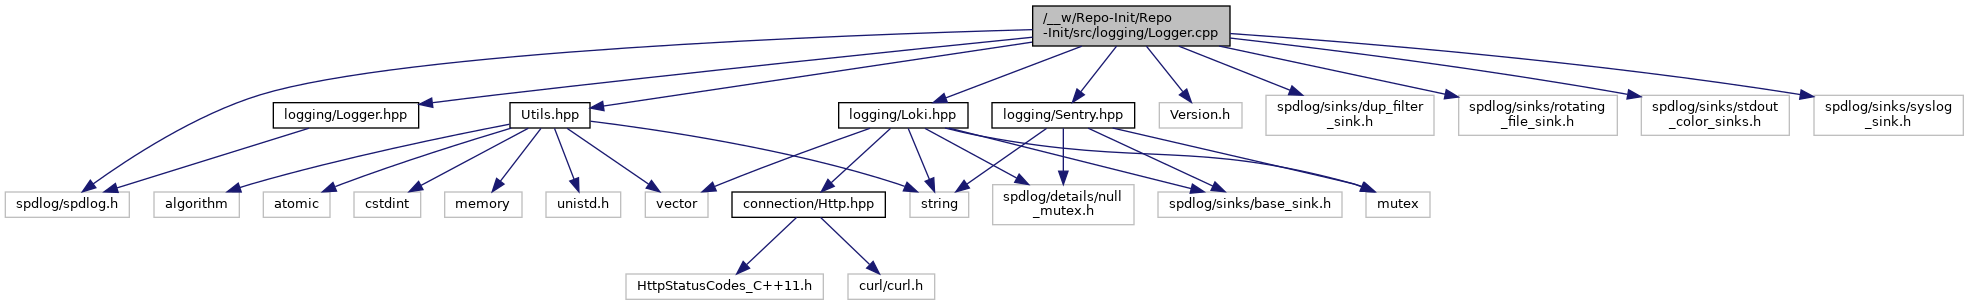 /__w/Repo-Init/Repo
-Init/src/logging/Logger.cpp
logging/Logger.hpp
Utils.hpp
logging/Loki.hpp
logging/Sentry.hpp
Version.h
spdlog/sinks/dup_filter
_sink.h
spdlog/sinks/rotating
_file_sink.h
spdlog/sinks/stdout
_color_sinks.h
spdlog/sinks/syslog
_sink.h
spdlog/spdlog.h
algorithm
atomic
cstdint
memory
unistd.h
vector
connection/Http.hpp
string
spdlog/details/null
_mutex.h
spdlog/sinks/base_sink.h
mutex
HttpStatusCodes_C++11.h
curl/curl.h